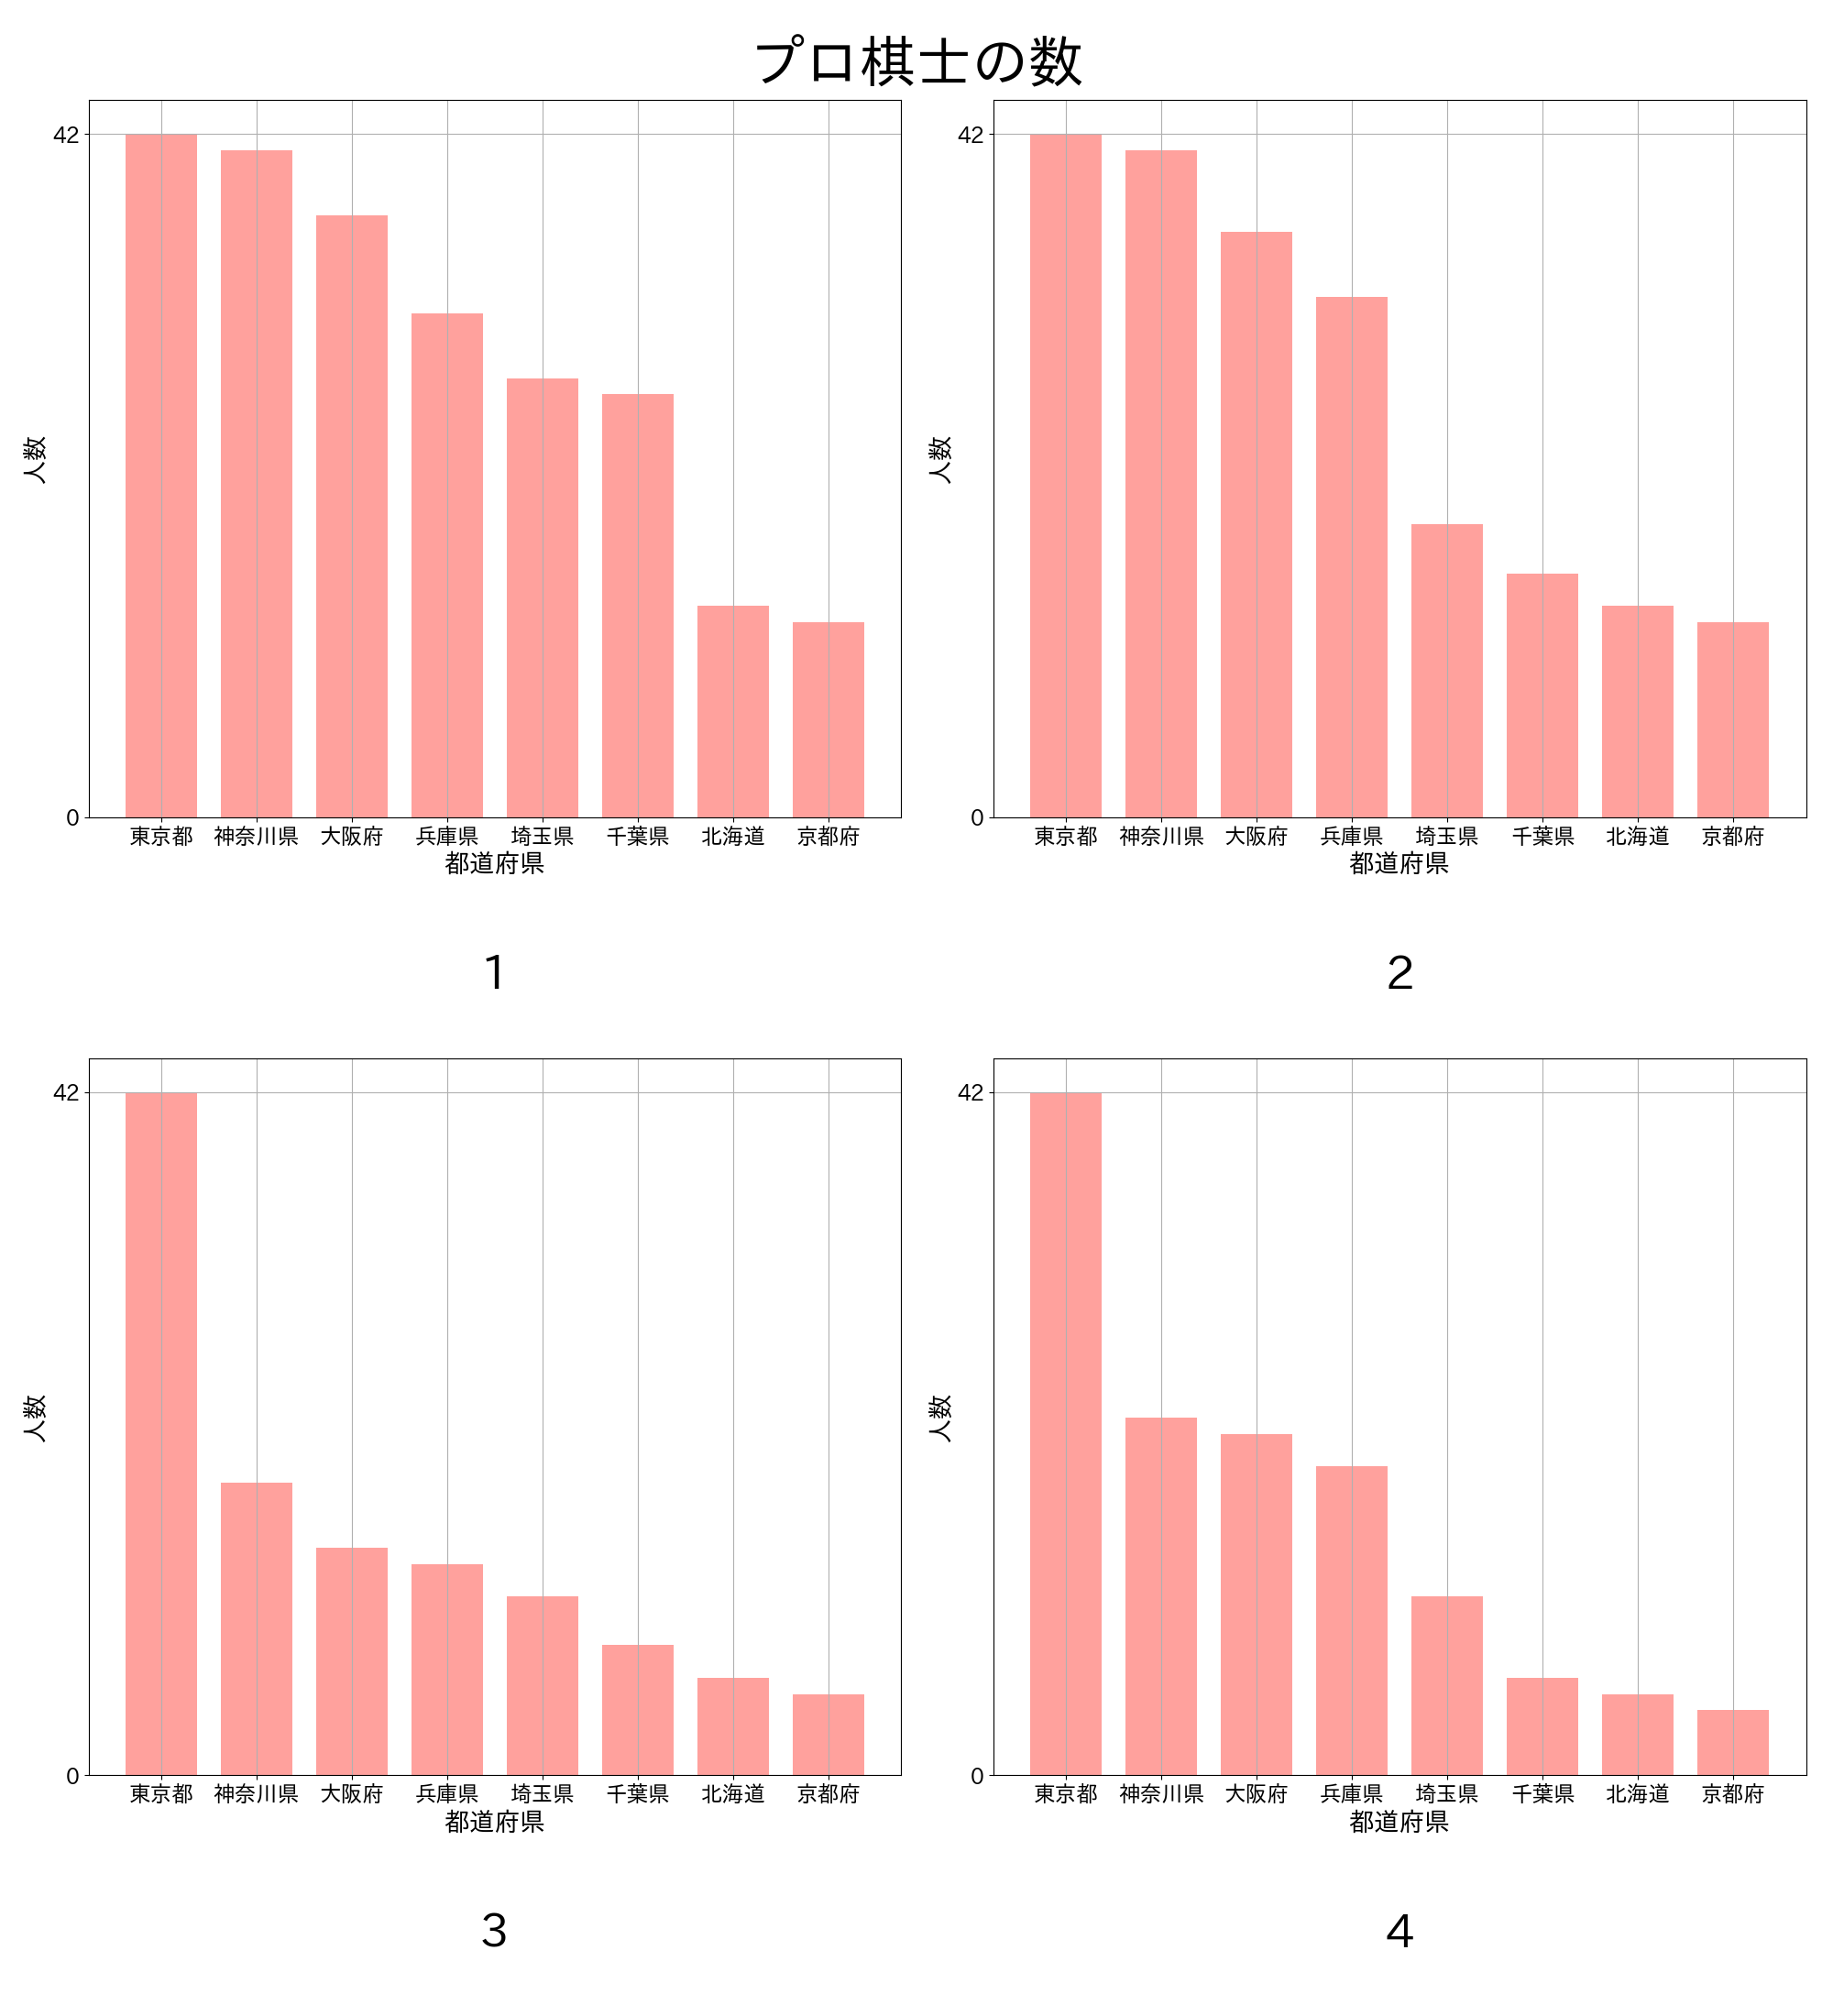 プロ棋士の数
42
0
人数
東京都 神奈川県 大阪府 兵庫県 埼玉県 千葉県 北海道 京都府
都道府県
1
42
0
人数
東京都 神奈川県 大阪府 兵庫県 埼玉県 千葉県 北海道 京都府
都道府県
2
42
0
人数
東京都 神奈川県 大阪府 兵庫県 埼玉県 千葉県 北海道 京都府
都道府県
3
42
0
人数
東京都 神奈川県 大阪府 兵庫県 埼玉県 千葉県 北海道 京都府
都道府県
4